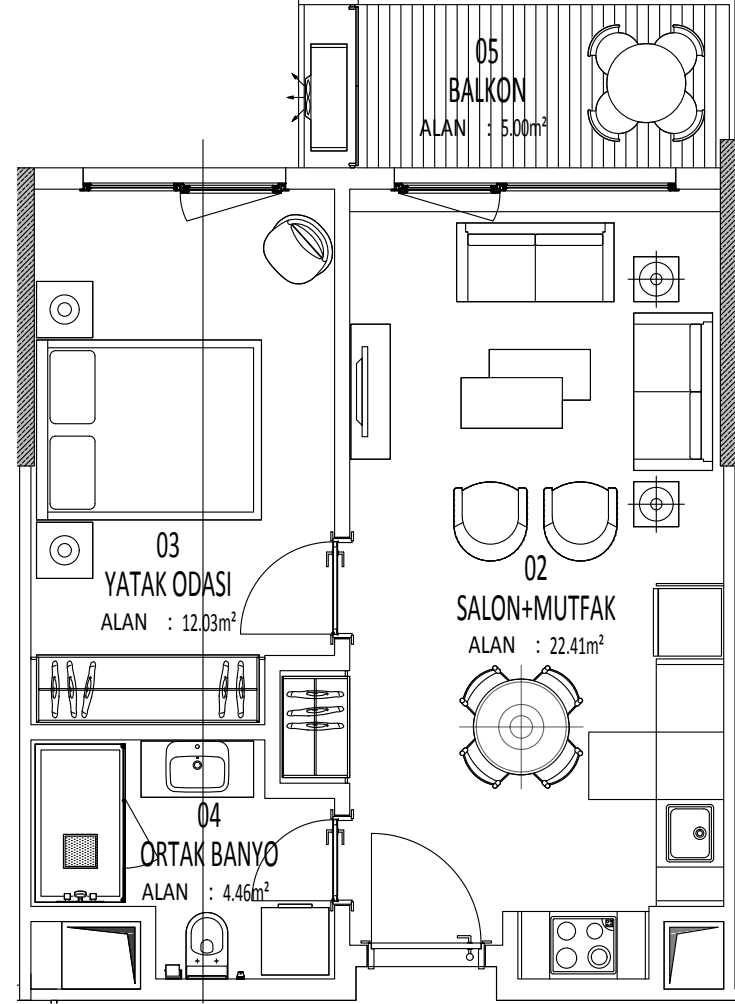 05
BALKON
ALAN : 5.00m²
03
YATAK ODASI
ALAN : 12.03m²
02
SALON+MUTFAK
ALAN : 22.41m²
04
ORTAK BANYO
ALAN : 4.46m²